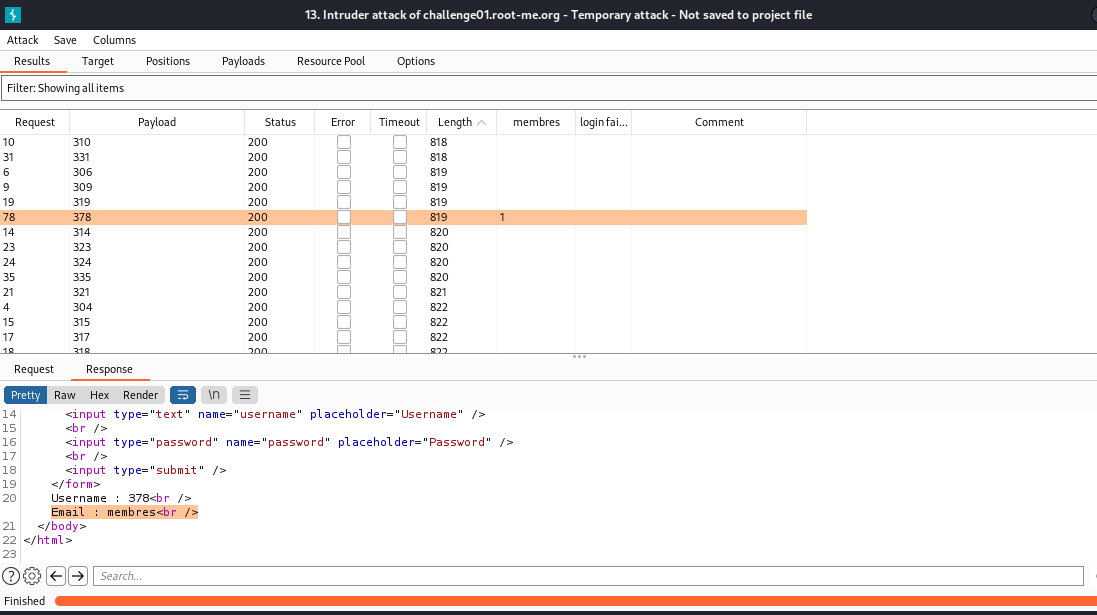 13. Intruder attack of challenge01.root-me.org - Temporary attack - Not saved to project file
Attack Save Columns
Results Target Positions Payloads Resource Pool Options
Filter: Showing all items
Request Payload Status Error Timeout Length membres login fai... Comment
10 310 200 818
31 331 200 818
6 306 200 819
9 309 200 819
19 319 200 819
78 378 200 819 1
14 314 200 820
23 323 200 820
24 324 200 820
35 335 200 820
21 321 200 821
4 304 200 822
15 315 200 822
17 317 200 822
18 318 200 822
Request Response
Pretty Raw Hex Render \n
14 <input type="text" name="username" placeholder="Username" />
15 <br />
16 <input type="password" name="password" placeholder="Password" />
17 <br />
18 <input type="submit" />
19 </form>
20 Username : 378<br />
Email : membres<br />
21 </body>
22 </html>
23
? Search...
Finished